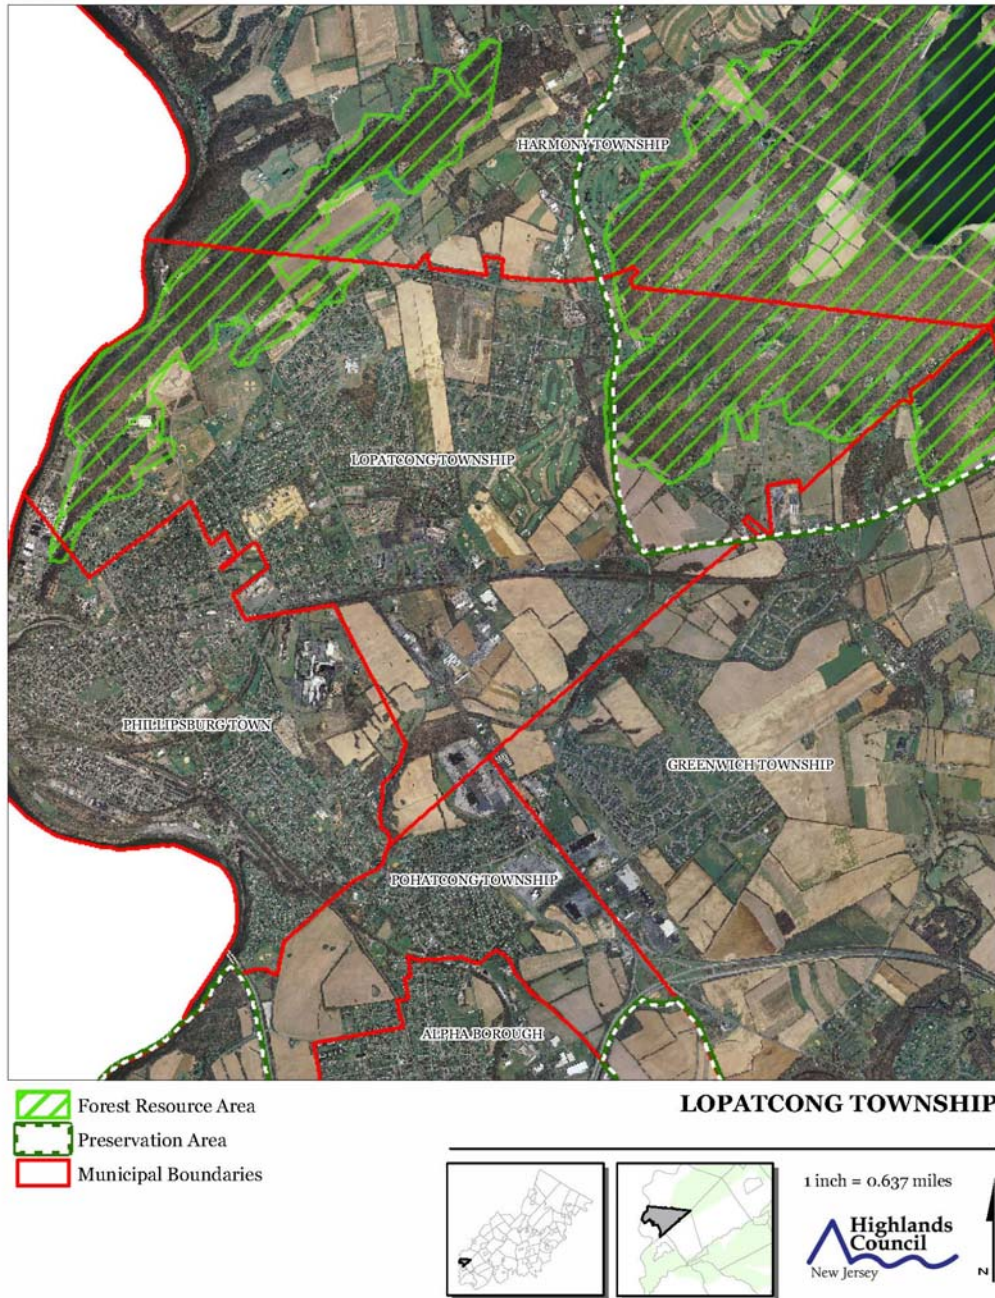 HARMONY TOWNSHIP
LOPATCONG TOWNSHIP
PHILLIPSBURG TOWN
GREENWICH TOWNSHIP
POHATCONG TOWNSHIP
ALPHA BOROUGH
Forest Resource Area
Preservation Area
Municipal Boundaries
LOPATCONG TOWNSHIP
1 inch = 0.637 miles
Highlands
Council
New Jersey
N